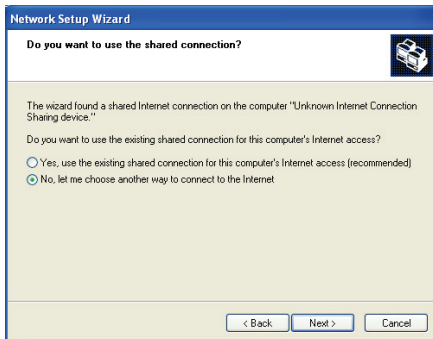 Network Setup Wizard
Do you want to use the shared connection?
The wizard found a shared Internet connection on the computer "Unknown Internet Connection
Sharing device."
Do you want to use the existing shared connection for this computer's Internet access?
Yes, use the existing shared connection for this computer's Internet access (recommended)
No, let me choose another way to connect to the Internet
< Back Next > Cancel